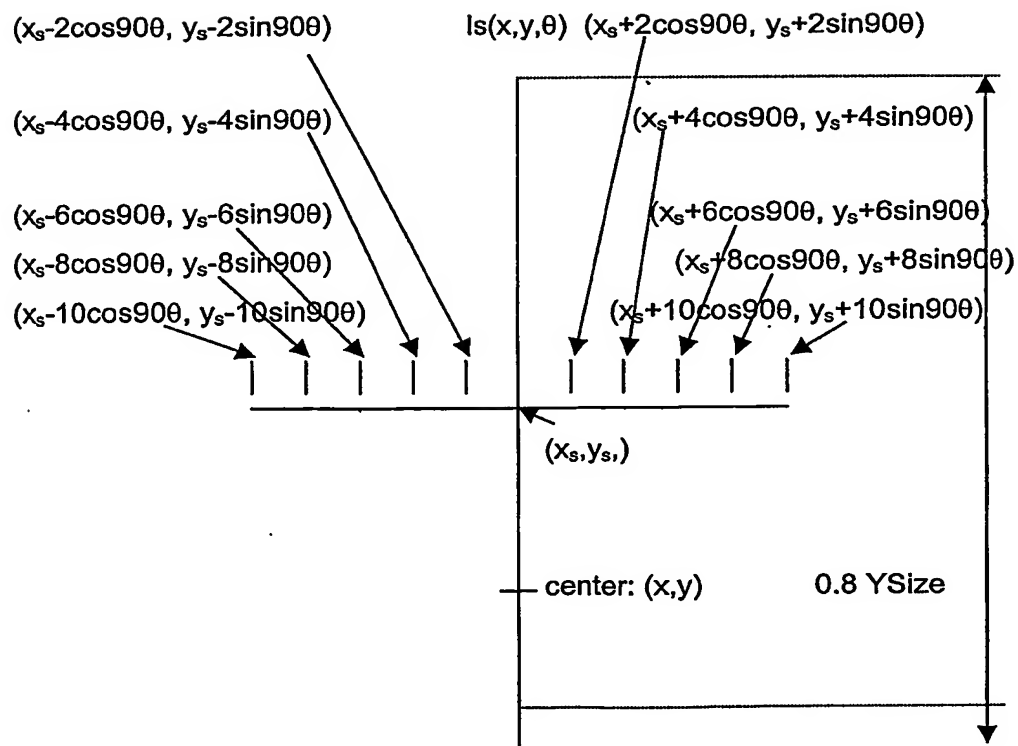 (xₛ-2cos90θ, yₛ-2sin90θ) ls(x,y,θ) (xₛ+2cos90θ, yₛ+2sin90θ)
(xₛ-4cos90θ, yₛ-4sin90θ) (xₛ+4cos90θ, yₛ+4sin90θ)
(xₛ-6cos90θ, yₛ-6sin90θ) (xₛ+6cos90θ, yₛ+6sin90θ)
(xₛ-8cos90θ, yₛ-8sin90θ) (xₛ+8cos90θ, yₛ+8sin90θ)
(xₛ-10cos90θ, yₛ-10sin90θ) (xₛ+10cos90θ, yₛ+10sin90θ)
(xₛ,yₛ,)
center: (x,y) 0.8 YSize